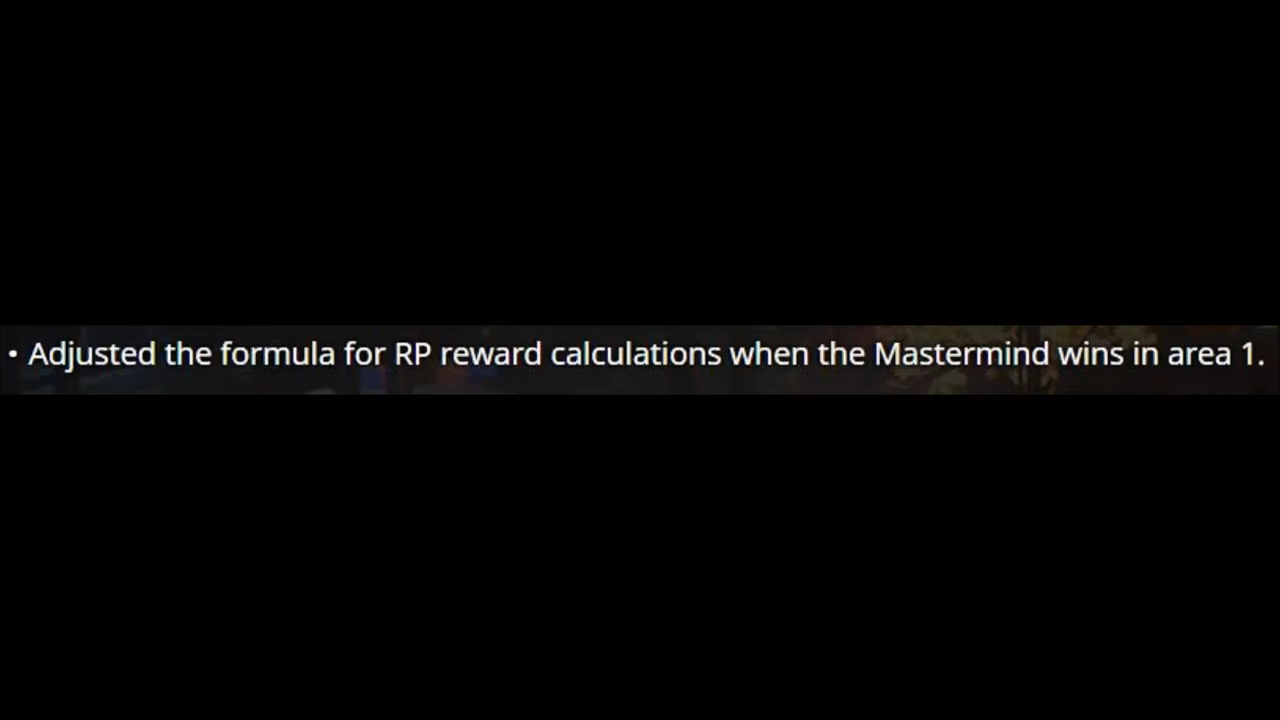 • Adjusted the formula for RP reward calculations when the Mastermind wins in area 1.